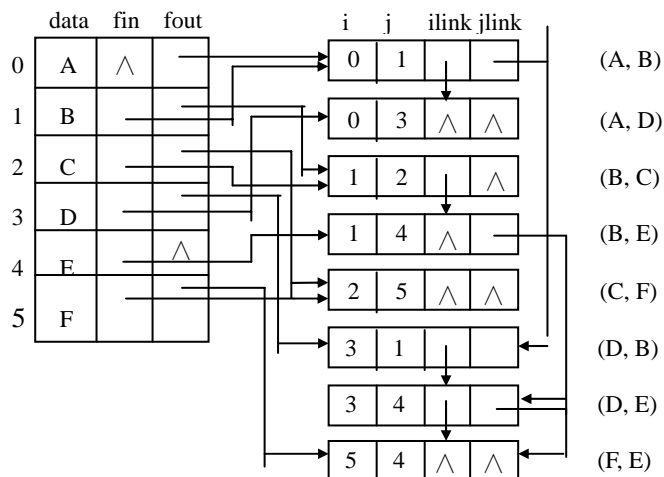 data fin fout i j ilink jlink
0 A ∧ 0 1 (A, B)
1 B 0 3 ∧ ∧ (A, D)
2 C 1 2 ∧ (B, C)
3 D 1 4 ∧ (B, E)
4 E ∧ 2 5 ∧ ∧ (C, F)
5 F 3 1 (D, B)
3 4 (D, E)
5 4 ∧ ∧ (F, E)